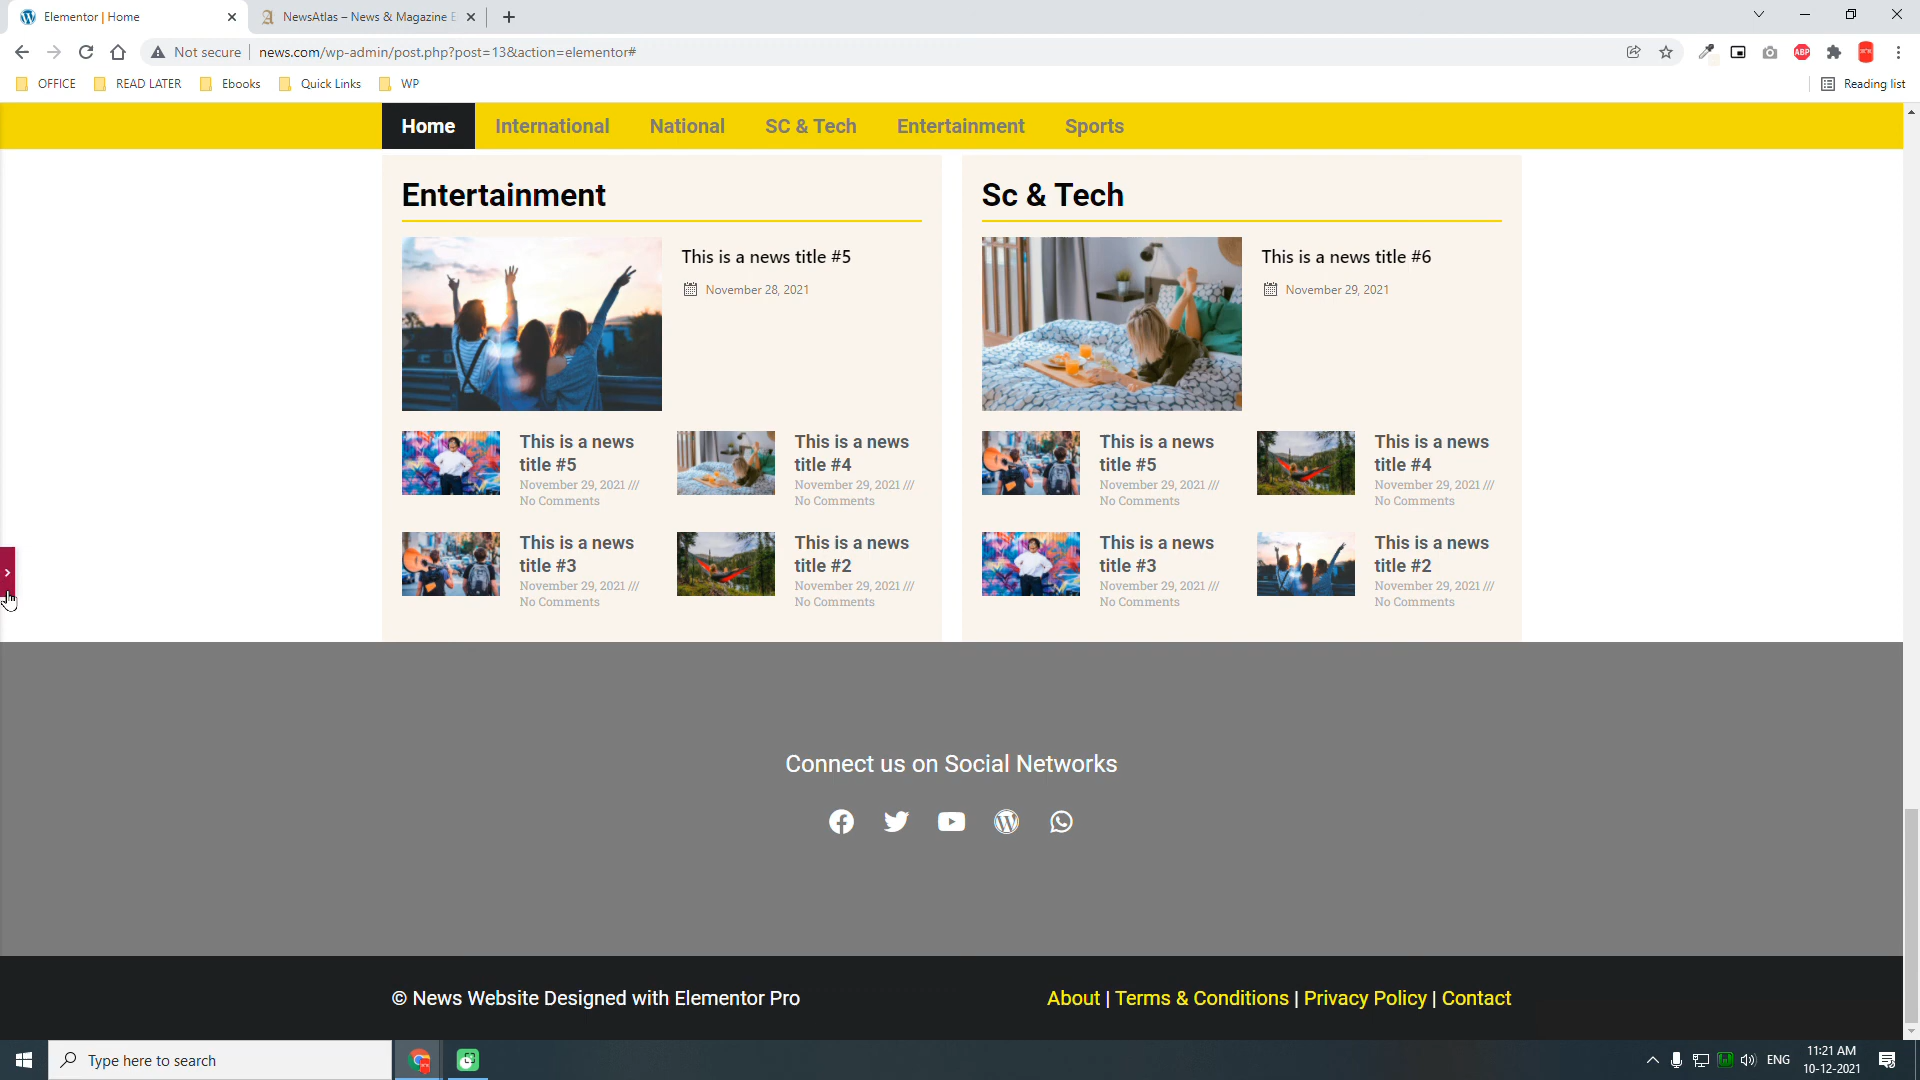 Elementor | Home
NewsAtlas – News & Magazine E
Not secure
news.com/wp-admin/post.php?post=13&action=elementor#
ABP
OFFICE
READ LATER
Ebooks
Quick Links
WP
Reading list
Home
International
National
SC & Tech
Entertainment
Sports
Entertainment
This is a news title #5
November 28, 2021
This is a news
title #5
November 29, 2021 ///
No Comments
This is a news
title #4
November 29, 2021 ///
No Comments
This is a news
title #3
November 29, 2021 ///
No Comments
This is a news
title #2
November 29, 2021 ///
No Comments
Sc & Tech
This is a news title #6
November 29, 2021
This is a news
title #5
November 29, 2021 ///
No Comments
This is a news
title #4
November 29, 2021 ///
No Comments
This is a news
title #3
November 29, 2021 ///
No Comments
This is a news
title #2
November 29, 2021 ///
No Comments
Connect us on Social Networks
© News Website Designed with Elementor Pro
About | Terms & Conditions | Privacy Policy | Contact
Type here to search
ENG
11:21 AM
10-12-2021